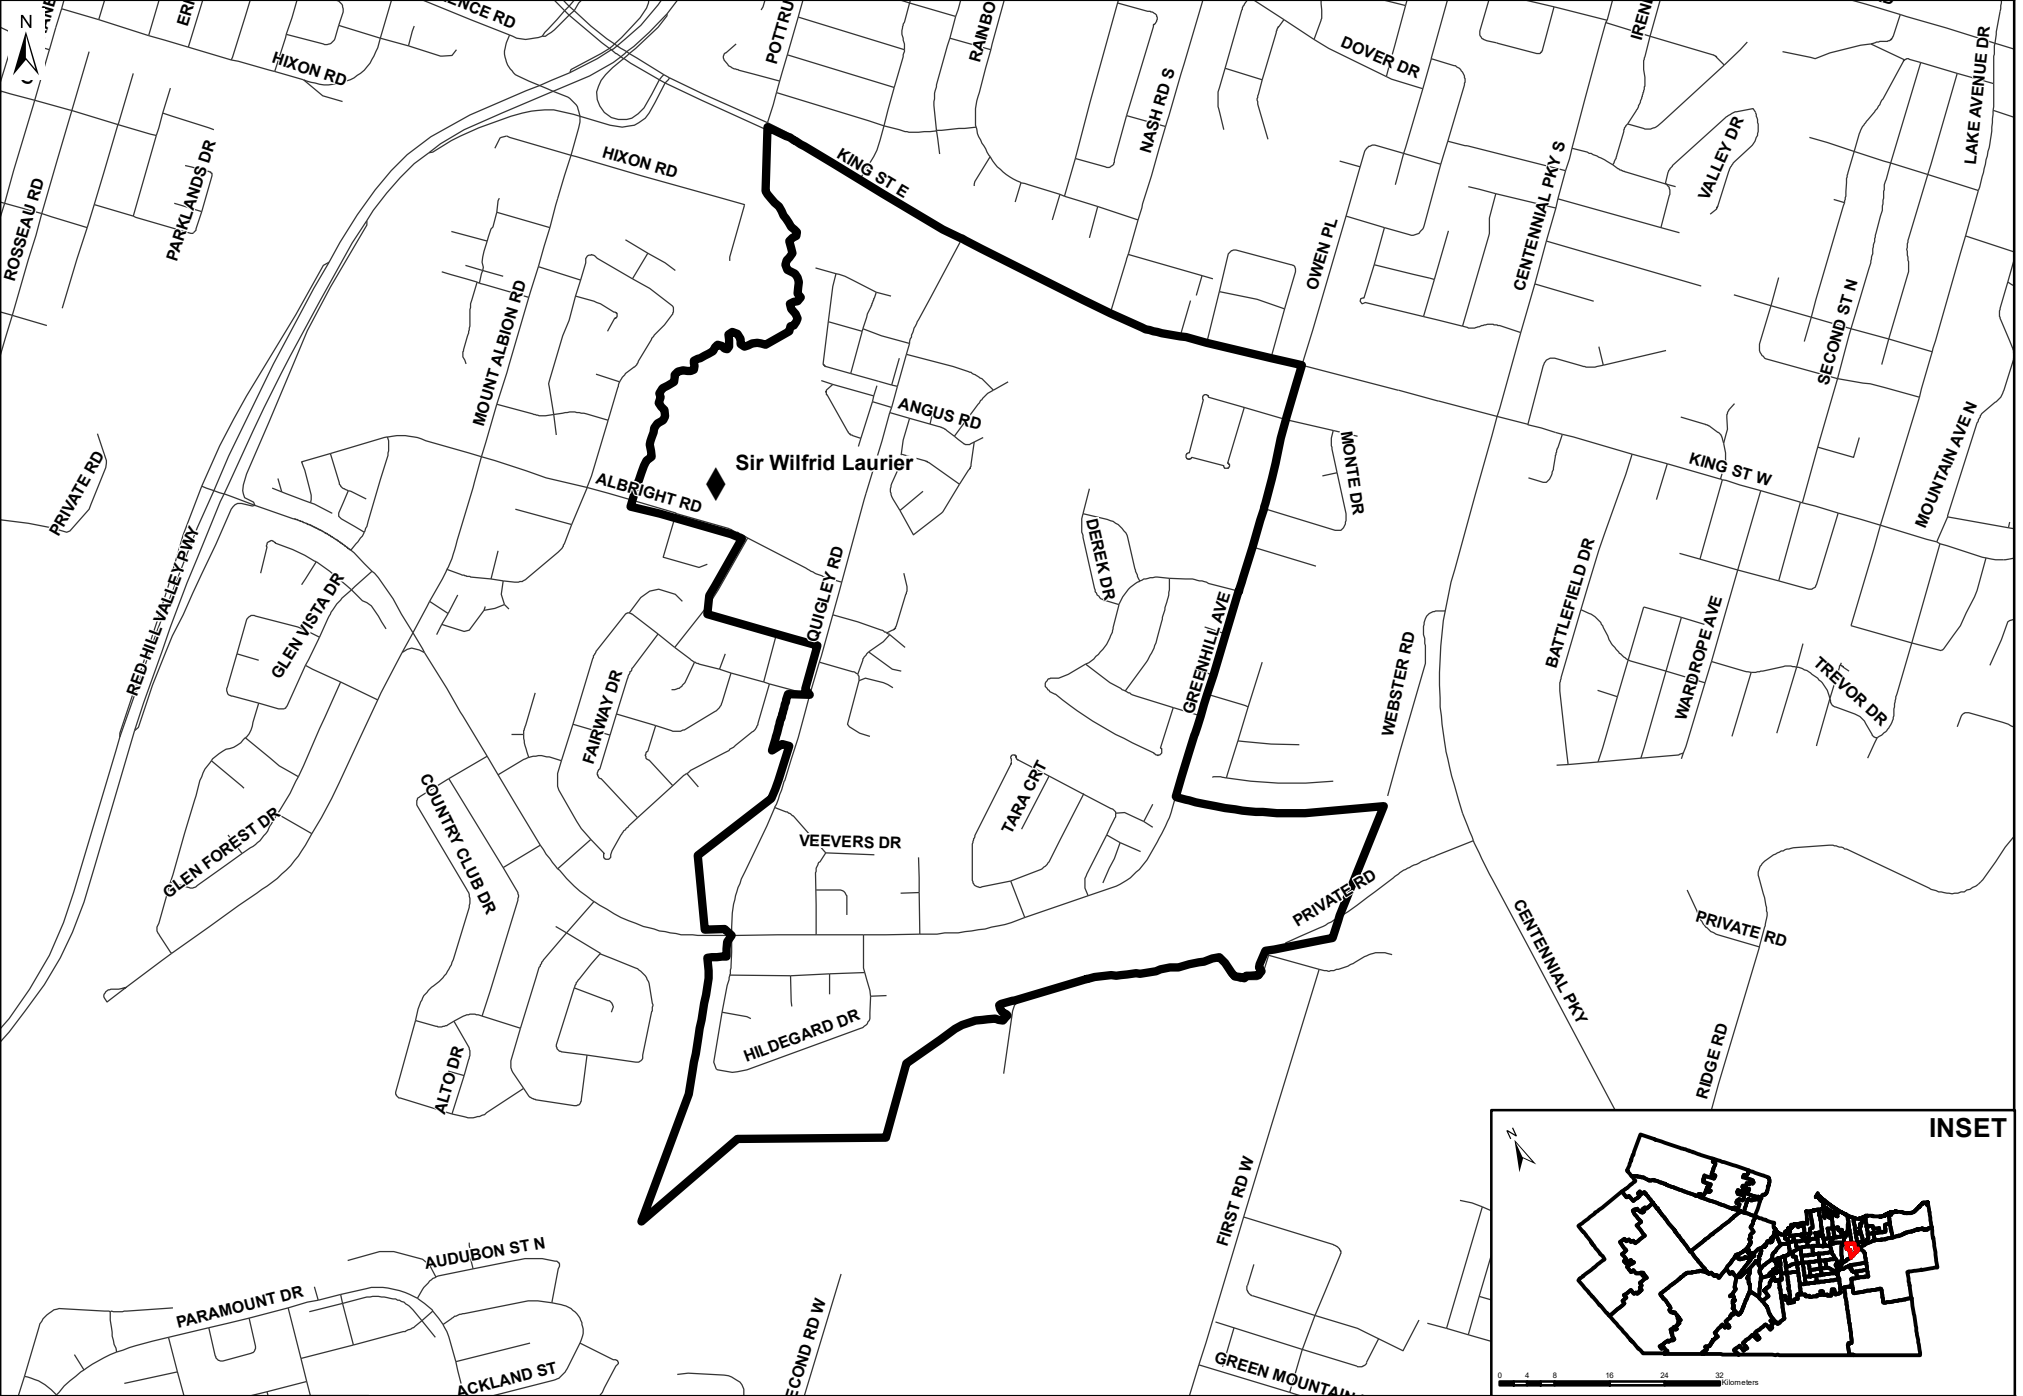 N
HIXON RD
DOVER DR
NASH RD S
LAKE AVENUE DR
ROSSEAU RD
PARKLANDS DR
HIXON RD
KING ST E
VALLEY DR
CENTENNIAL PKY S
OWEN PL
MOUNT ALBION RD
SECOND ST N
ANGUS RD
MONTE DR
MOUNTAIN AVE N
PRIVATE RD
Sir Wilfrid Laurier
ALBRIGHT RD
KING ST W
DEREK DR
RED HILL VALLEY PWY
GLEN VISTA DR
QUIGLEY RD
GREENHILL AVE
BATTLEFIELD DR
WARDROPE AVE
WEBSTER RD
TREVOR DR
FAIRWAY DR
TARA CRT
COUNTRY CLUB DR
GLEN FOREST DR
VEEVERS DR
PRIVATE RD
PRIVATE RD
CENTENNIAL PKY
HILDEGARD DR
ALTO DR
RIDGE RD
FIRST RD W
AUDUBON ST N
PARAMOUNT DR
ACKLAND ST
ECOND RD W
GREEN MOUNTAIN
INSET
N
0 4 8 16 24 32
Kilometers